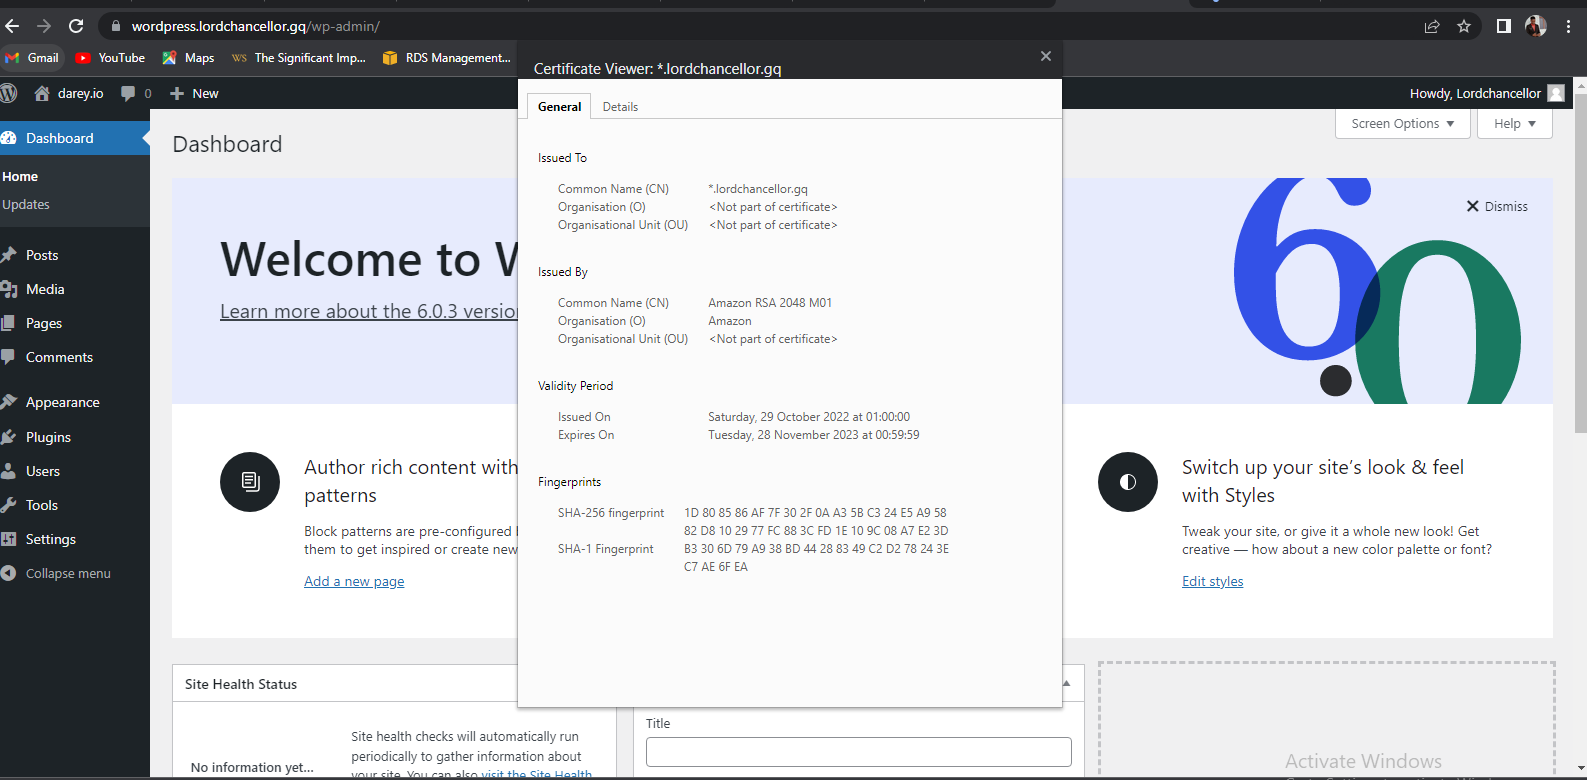 wordpress.lordchancellor.gq/wp-admin/
Gmail
YouTube
Maps
WS
The Significant Imp...
RDS Management...
Certificate Viewer: *.lordchancellor.gq
darey.io
0
New
Howdy, Lordchancellor
General
Details
Screen Options
Help
Dashboard
Home
Updates
Posts
Media
Pages
Comments
Appearance
Plugins
Users
Tools
Settings
Collapse menu
Dashboard
Welcome to W
Learn more about the 6.0.3 versio
6.0
Dismiss
Issued To
Common Name (CN) *.lordchancellor.gq
Organisation (O) <Not part of certificate>
Organisational Unit (OU) <Not part of certificate>
Issued By
Common Name (CN) Amazon RSA 2048 M01
Organisation (O) Amazon
Organisational Unit (OU) <Not part of certificate>
Validity Period
Issued On Saturday, 29 October 2022 at 01:00:00
Expires On Tuesday, 28 November 2023 at 00:59:59
Fingerprints
SHA-256 fingerprint 1D 80 85 86 AF 7F 30 2F 0A A3 5B C3 24 E5 A9 58
82 D8 10 29 77 FC 88 3C FD 1E 10 9C 08 A7 E2 3D
SHA-1 Fingerprint B3 30 6D 79 A9 38 BD 44 28 83 49 C2 D2 78 24 3E
C7 AE 6F EA
Author rich content with
patterns
Block patterns are pre-configured
them to get inspired or create new
Add a new page
Switch up your site's look & feel
with Styles
Tweak your site, or give it a whole new look! Get
creative — how about a new color palette or font?
Edit styles
Site Health Status
No information yet...
Site health checks will automatically run
periodically to gather information about
your site. You can also visit the Site Health
Title
Activate Windows